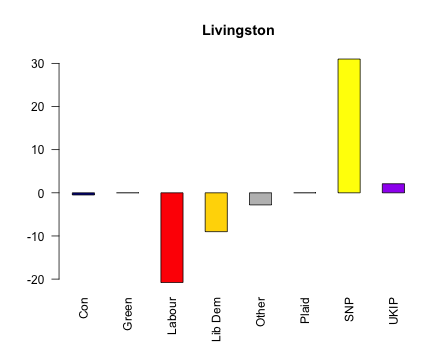 Livingston
30
20
10
0
-10
-20
Con
Green
Labour
Lib Dem
Other
Plaid
SNP
UKIP